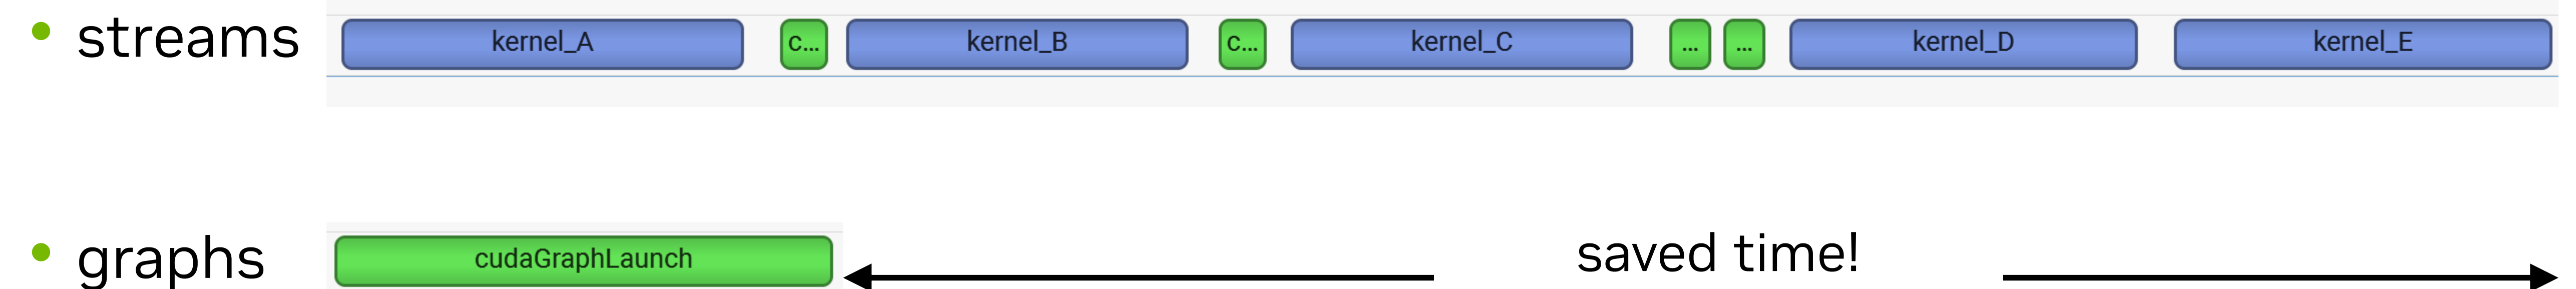 • streams
kernel_A c... kernel_B c... kernel_C ... ... kernel_D kernel_E
• graphs
cudaGraphLaunch
saved time!